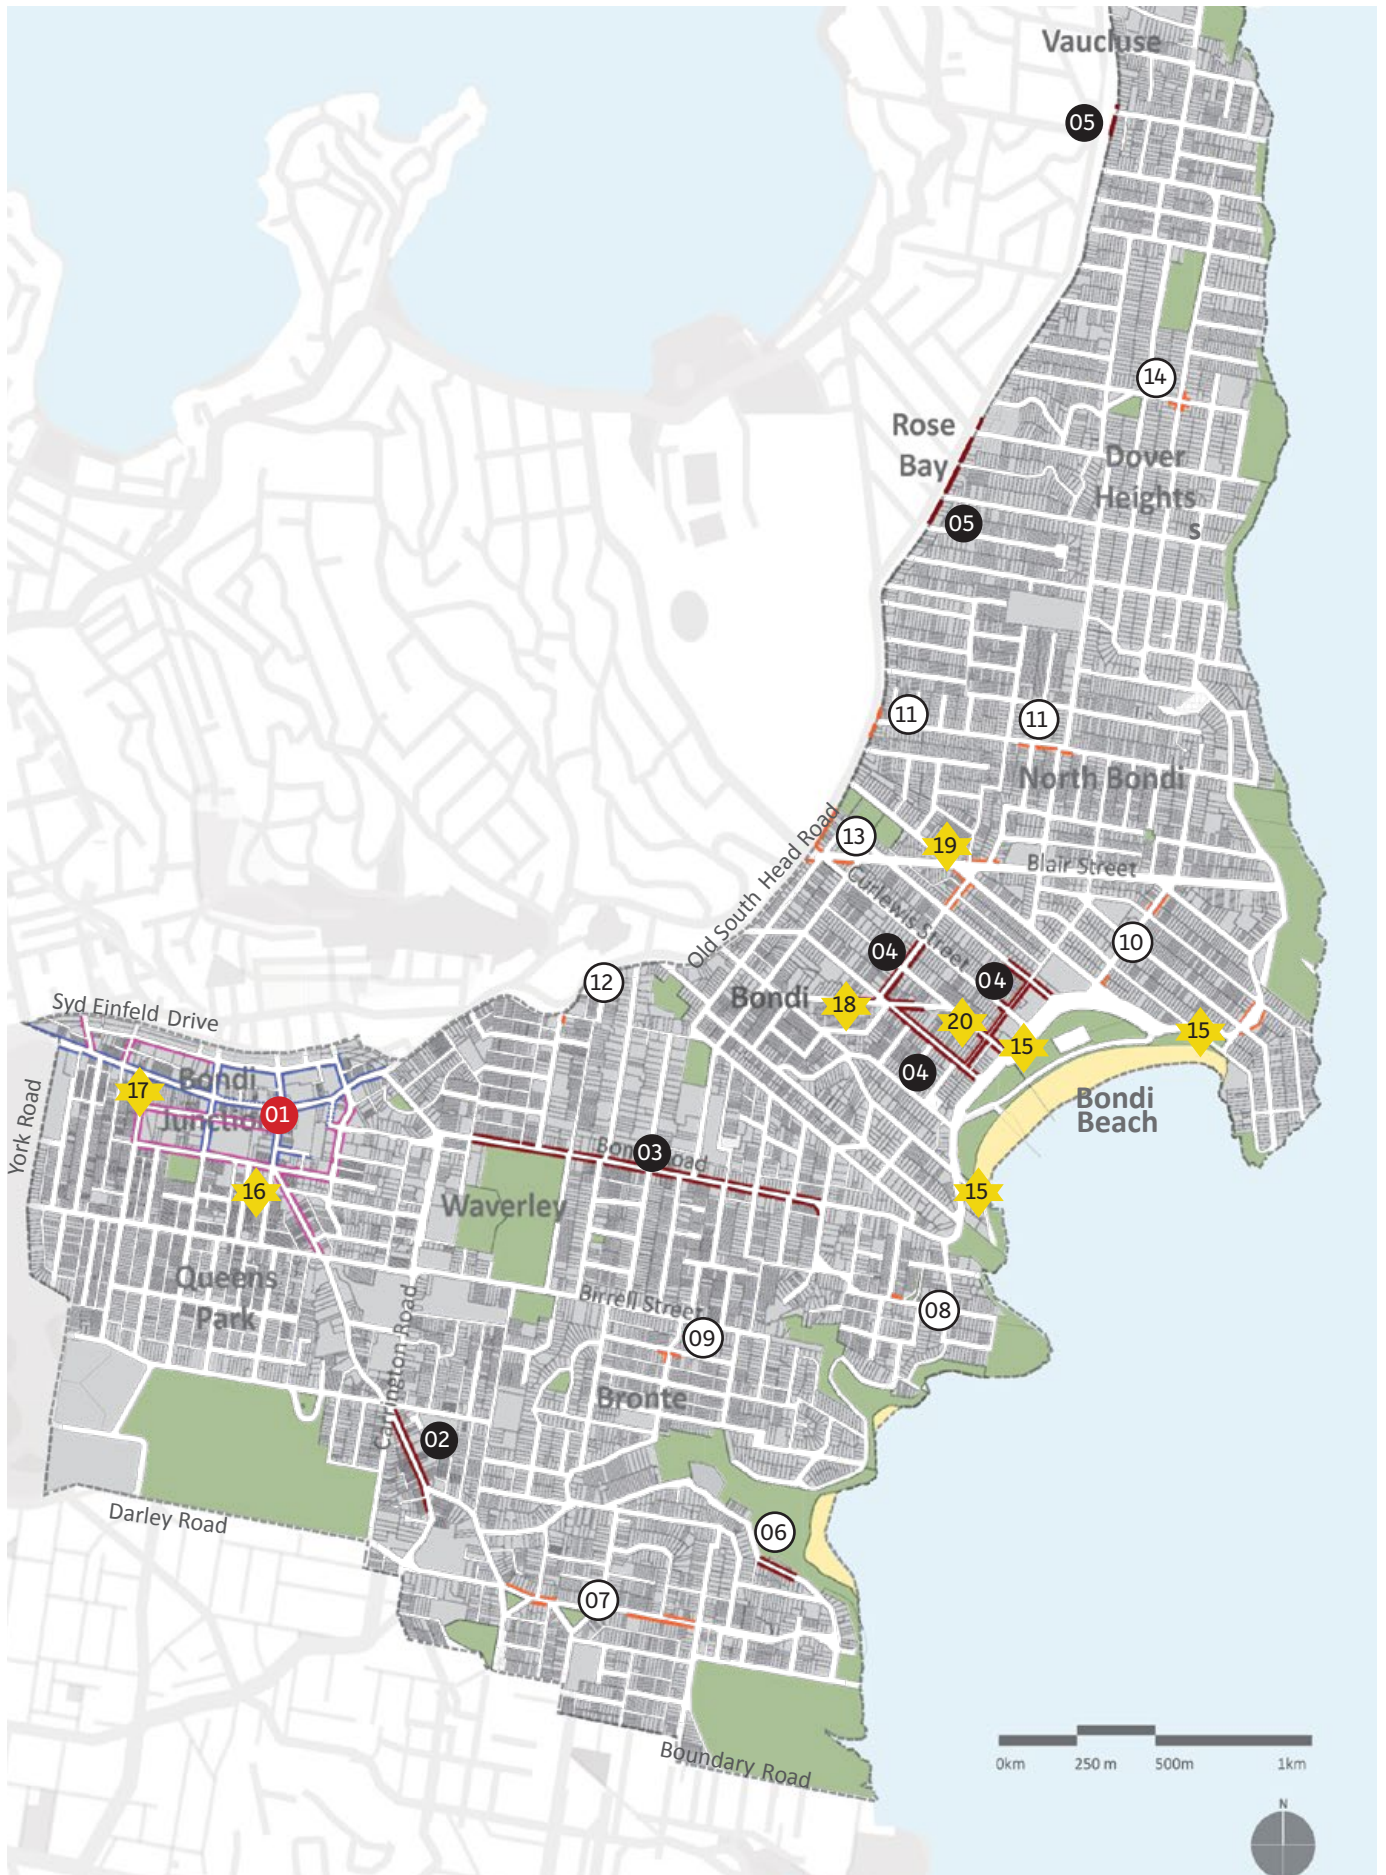 Vaucluse
05
14
Rose
Bay
Dover
Heights
s
05
11
11
North Bondi
13
19
Blair Street
Old South Head Road
Curlewis Street
10
04
04
12
Bondi
18
20
15
15
Syd Einfeld Drive
04
Bondi
Junction
17
01
Bondi
Beach
York Road
Bondi Road
03
16
15
Waverley
Queens
Park
Birrell Street
08
09
Carrington Road
Bronte
02
Darley Road
06
07
Boundary Road
0km
250 m
500m
1km
N